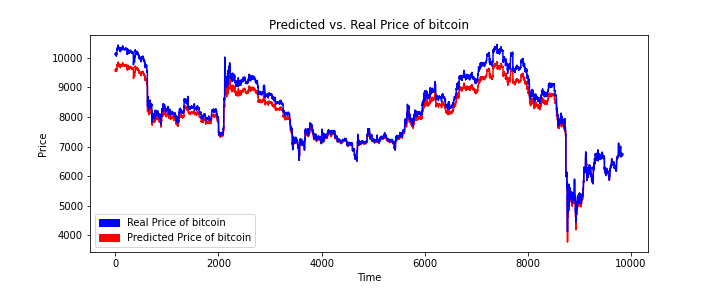 Predicted vs. Real Price of bitcoin
Price
10000
9000
8000
7000
6000
5000
4000
Real Price of bitcoin
Predicted Price of bitcoin
0
2000
4000
6000
8000
10000
Time